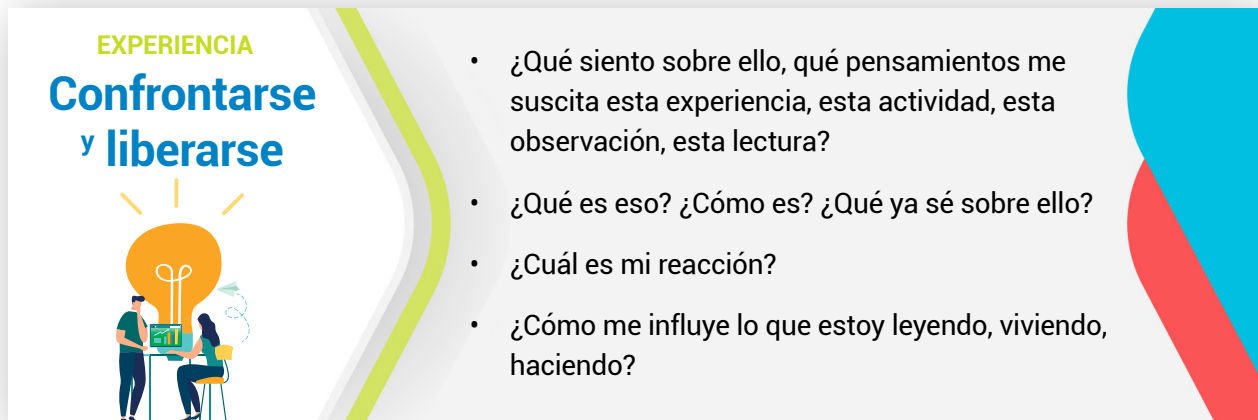 EXPERIENCIA
Confrontarse
y liberarse
• ¿Qué siento sobre ello, qué pensamientos me
suscita esta experiencia, esta actividad, esta
observación, esta lectura?
• ¿Qué es eso? ¿Cómo es? ¿Qué ya sé sobre ello?
• ¿Cuál es mi reacción?
• ¿Cómo me influye lo que estoy leyendo, viviendo,
haciendo?